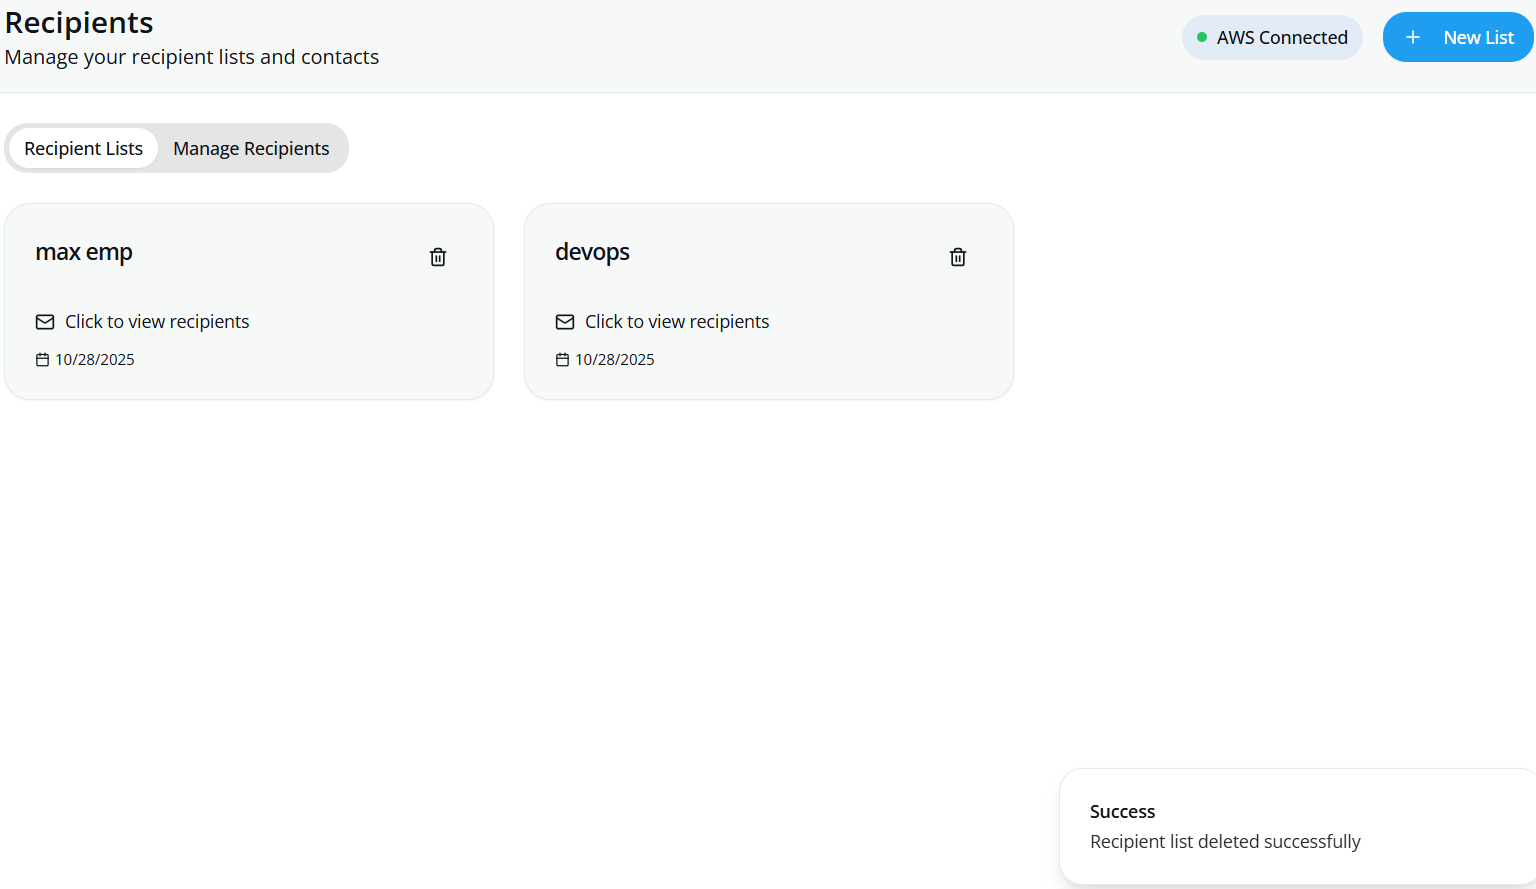 Recipients
Manage your recipient lists and contacts
AWS Connected
New List
Recipient Lists
Manage Recipients
max emp
Click to view recipients
10/28/2025
devops
Click to view recipients
10/28/2025
Success
Recipient list deleted successfully